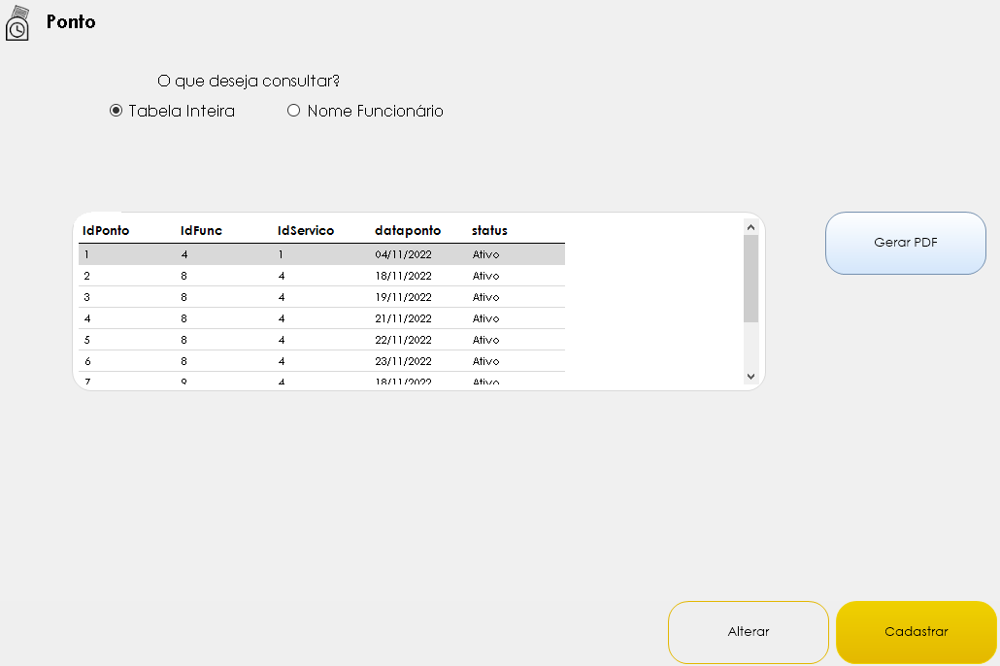 Ponto
O que deseja consultar?
Tabela Inteira Nome Funcionário
IdPonto IdFunc IdServico dataponto status
1 4 1 04/11/2022 Ativo
2 8 4 18/11/2022 Ativo
3 8 4 19/11/2022 Ativo
4 8 4 21/11/2022 Ativo
5 8 4 22/11/2022 Ativo
6 8 4 23/11/2022 Ativo
7 9 4 18/11/2022 Ativo
Gerar PDF
Alterar Cadastrar